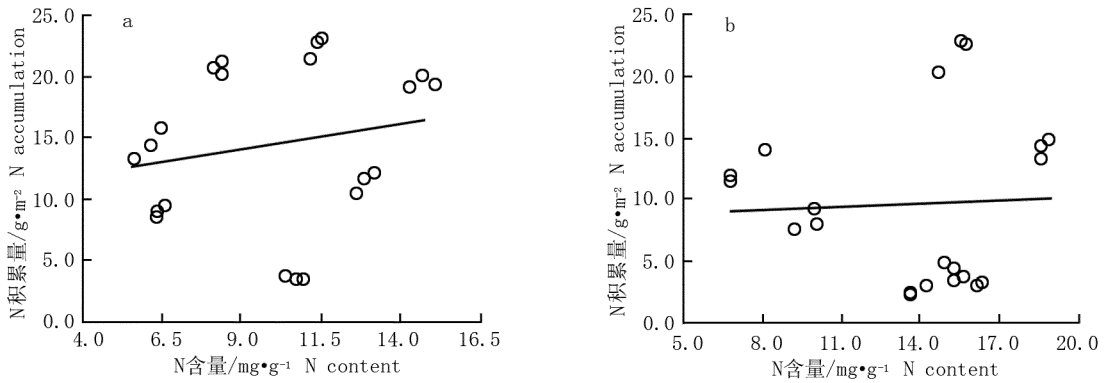 a
25.0
20.0
15.0
10.0
5.0
0.0
4.0 6.5 9.0 11.5 14.0 16.5
N含量/mg•g⁻¹ N content
N积累量/g•m⁻² N accumulation
b
25.0
20.0
15.0
10.0
5.0
0.0
5.0 8.0 11.0 14.0 17.0 20.0
N含量/mg•g⁻¹ N content
N积累量/g•m⁻² N accumulation